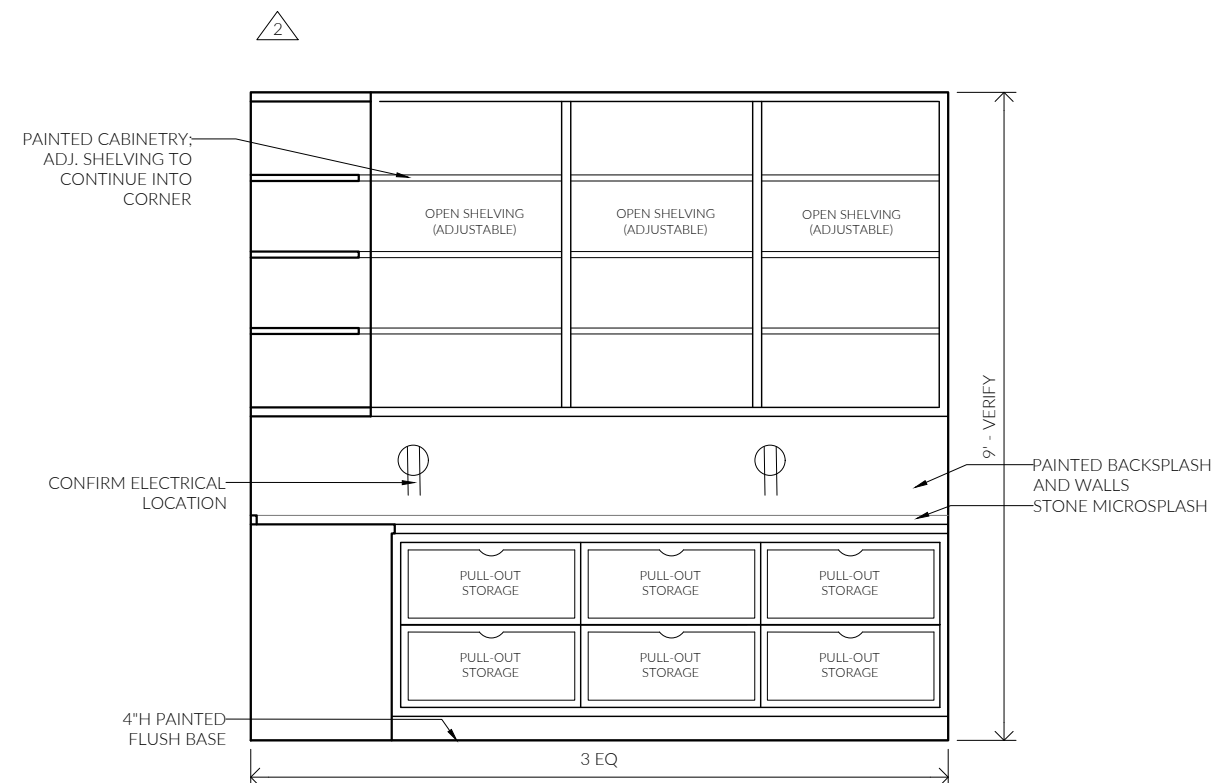 2
PAINTED CABINETRY;
ADJ. SHELVING TO
CONTINUE INTO
CORNER
OPEN SHELVING
(ADJUSTABLE)
OPEN SHELVING
(ADJUSTABLE)
OPEN SHELVING
(ADJUSTABLE)
9' - VERIFY
CONFIRM ELECTRICAL
LOCATION
PAINTED BACKSPLASH
AND WALLS
STONE MICROSPLASH
PULL-OUT
STORAGE
PULL-OUT
STORAGE
PULL-OUT
STORAGE
PULL-OUT
STORAGE
PULL-OUT
STORAGE
PULL-OUT
STORAGE
4"H PAINTED
FLUSH BASE
3 EQ